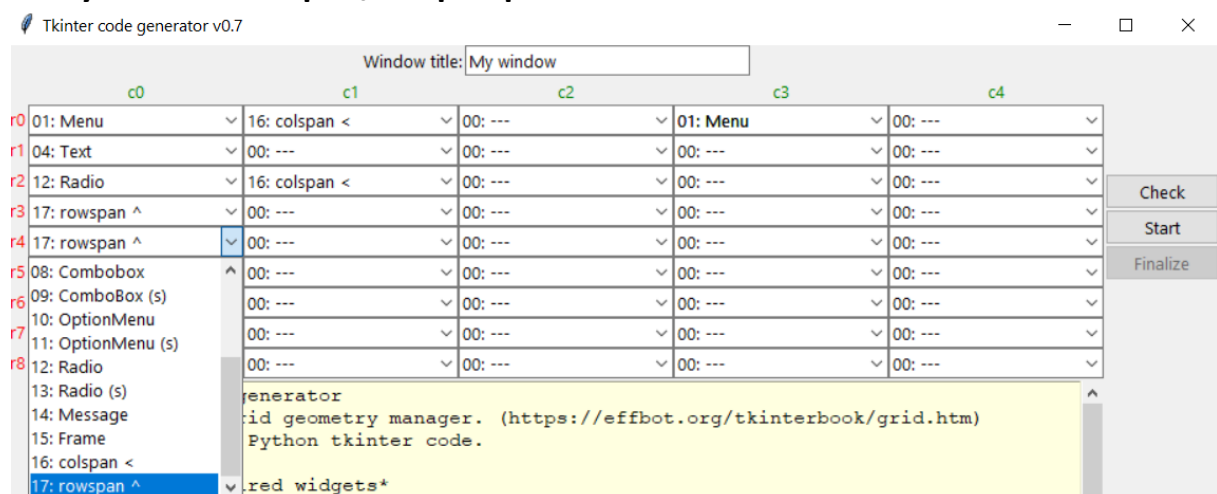 Tkinter code generator v0.7
Window title: My window
c0 c1 c2 c3 c4
r0 01: Menu 16: colspan < 00: --- 01: Menu 00: ---
r1 04: Text 00: --- 00: --- 00: --- 00: ---
r2 12: Radio 16: colspan < 00: --- 00: --- 00: ---
Check
r3 17: rowspan ^ 00: --- 00: --- 00: --- 00: ---
Start
r4 17: rowspan ^ 00: --- 00: --- 00: --- 00: ---
Finalize
r5 08: Combobox 00: --- 00: --- 00: --- 00: ---
r6 09: ComboBox (s) 00: --- 00: --- 00: --- 00: ---
10: OptionMenu
r7 11: OptionMenu (s) 00: --- 00: --- 00: --- 00: ---
r8 12: Radio 00: --- 00: --- 00: --- 00: ---
13: Radio (s)
14: Message
15: Frame
16: colspan <
17: rowspan ^
generator
id geometry manager. (https://effbot.org/tkinterbook/grid.htm)
Python tkinter code.
red widgets*